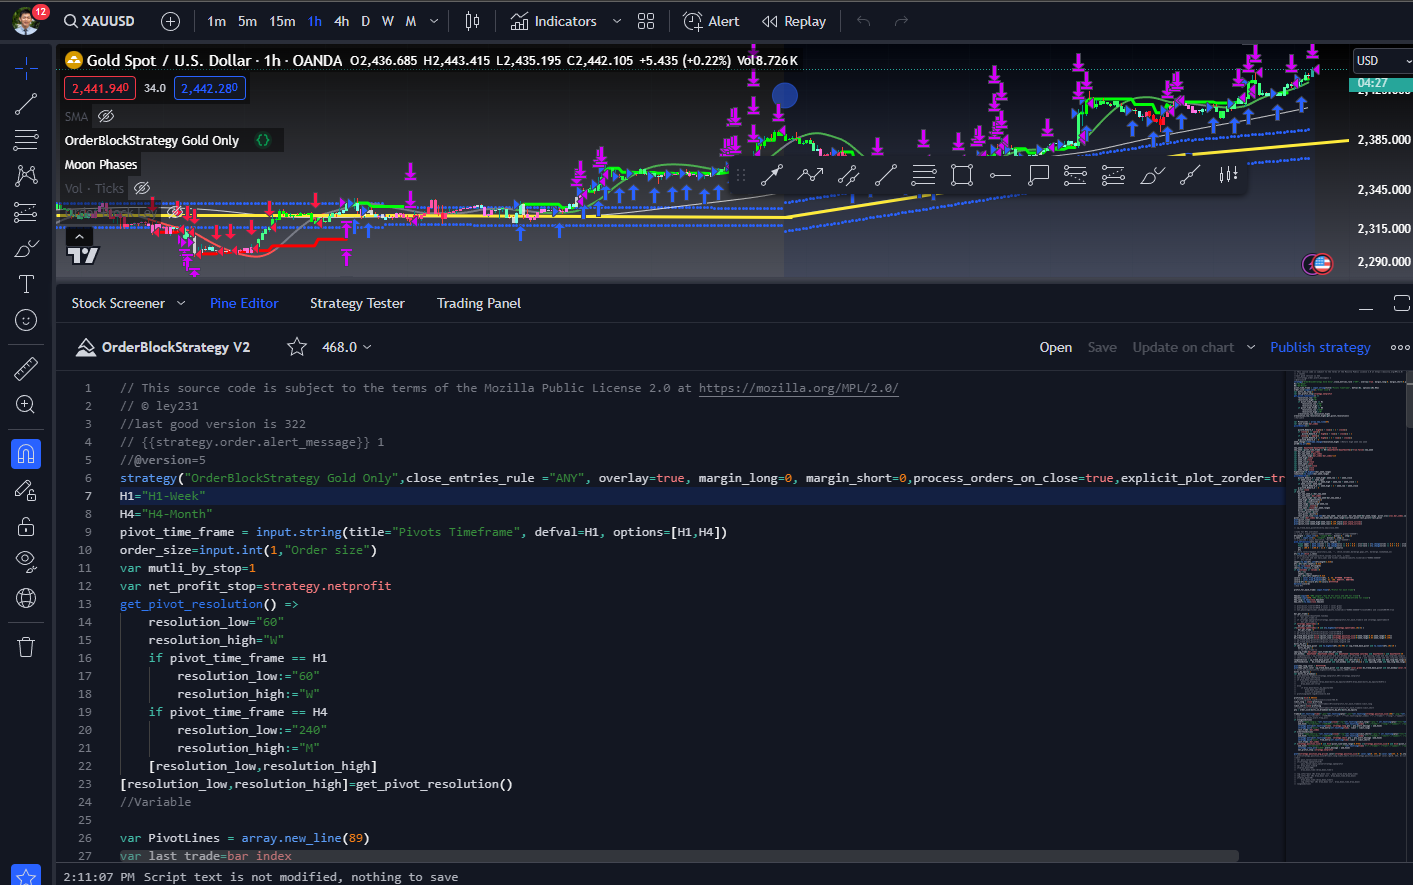 12
XAUUSD
1m 5m 15m 1h 4h D W M
Indicators
Alert
Replay
Gold Spot / U.S. Dollar · 1h · OANDA O2,436.685 H2,443.415 L2,435.195 C2,442.105 +5.435 (+0.22%) Vol8.726K
USD
2,441.940 34.0 2,442.280
04:27
SMA
OrderBlockStrategy Gold Only
2,385.000
Moon Phases
Vol · Ticks
2,345.000
2,315.000
2,290.000
Stock Screener
Pine Editor
Strategy Tester
Trading Panel
OrderBlockStrategy V2
468.0
Open
Save
Update on chart
Publish strategy
1 // This source code is subject to the terms of the Mozilla Public License 2.0 at https://mozilla.org/MPL/2.0/
2 // © ley231
3 //last good version is 322
4 // {{strategy.order.alert_message}} 1
5 //@version=5
6 strategy("OrderBlockStrategy Gold Only",close_entries_rule ="ANY", overlay=true, margin_long=0, margin_short=0,process_orders_on_close=true,explicit_plot_zorder=tr
7 H1="H1-Week"
8 H4="H4-Month"
9 pivot_time_frame = input.string(title="Pivots Timeframe", defval=H1, options=[H1,H4])
10 order_size=input.int(1,"Order size")
11 var mutli_by_stop=1
12 var net_profit_stop=strategy.netprofit
13 get_pivot_resolution() =>
14 resolution_low="60"
15 resolution_high="W"
16 if pivot_time_frame == H1
17 resolution_low:="60"
18 resolution_high:="W"
19 if pivot_time_frame == H4
20 resolution_low:="240"
21 resolution_high:="M"
22 [resolution_low,resolution_high]
23 [resolution_low,resolution_high]=get_pivot_resolution()
24 //Variable
25
26 var PivotLines = array.new_line(89)
27 var last_trade=bar_index
2:11:07 PM Script text is not modified, nothing to save